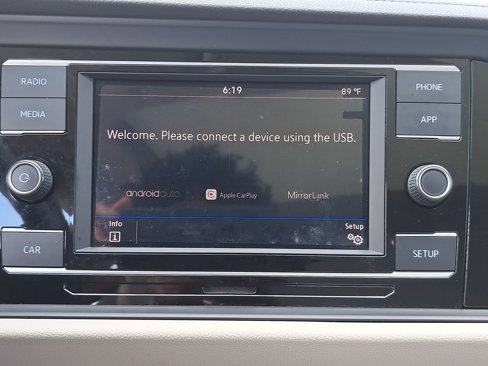 RADIO
MEDIA
CAR
6:19
89 °F
Welcome. Please connect a device using the USB.
androidauto
Apple CarPlay
MirrorLink
Info
Setup
PHONE
APP
SETUP